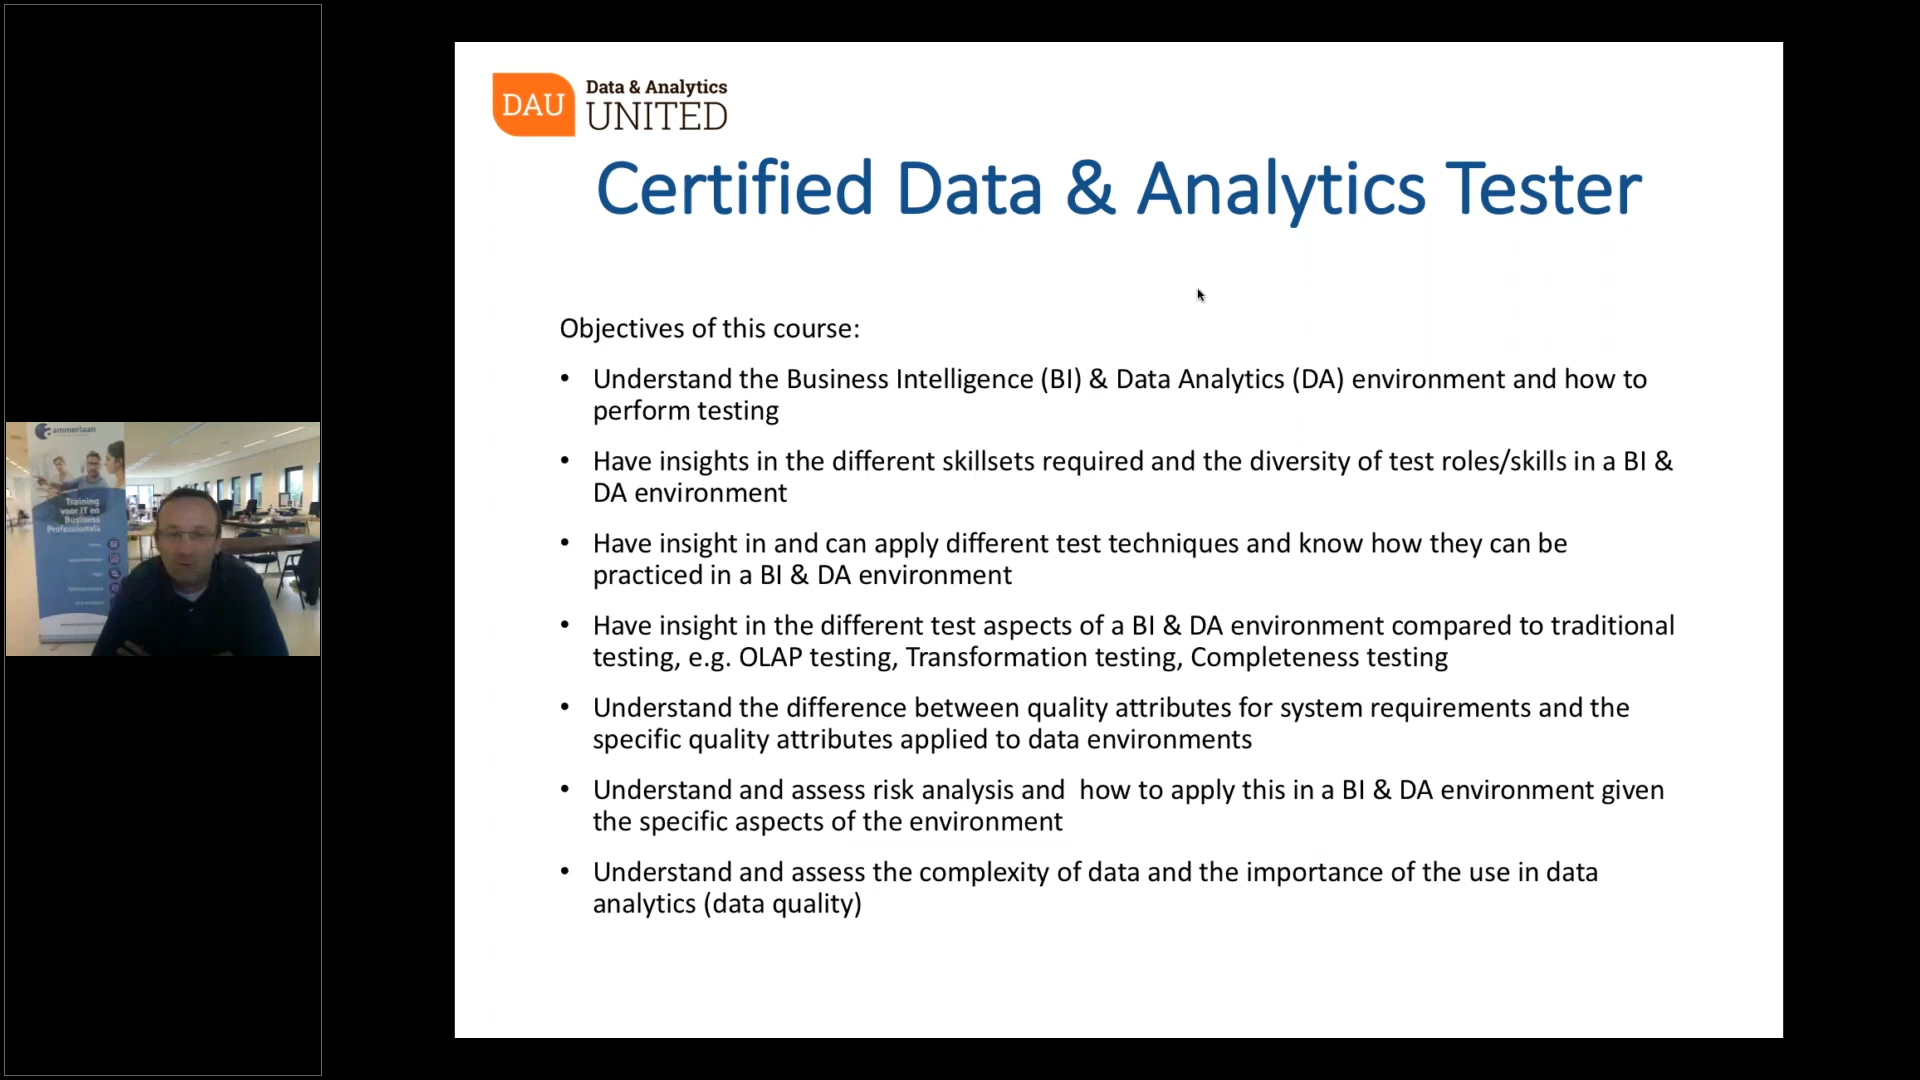 ammerlaan
Training
voor IT en
Business
Professionals
DAU
Data & Analytics
UNITED
Certified Data & Analytics Tester
Objectives of this course:
• Understand the Business Intelligence (BI) & Data Analytics (DA) environment and how to
perform testing
• Have insights in the different skillsets required and the diversity of test roles/skills in a BI &
DA environment
• Have insight in and can apply different test techniques and know how they can be
practiced in a BI & DA environment
• Have insight in the different test aspects of a BI & DA environment compared to traditional
testing, e.g. OLAP testing, Transformation testing, Completeness testing
• Understand the difference between quality attributes for system requirements and the
specific quality attributes applied to data environments
• Understand and assess risk analysis and  how to apply this in a BI & DA environment given
the specific aspects of the environment
• Understand and assess the complexity of data and the importance of the use in data
analytics (data quality)